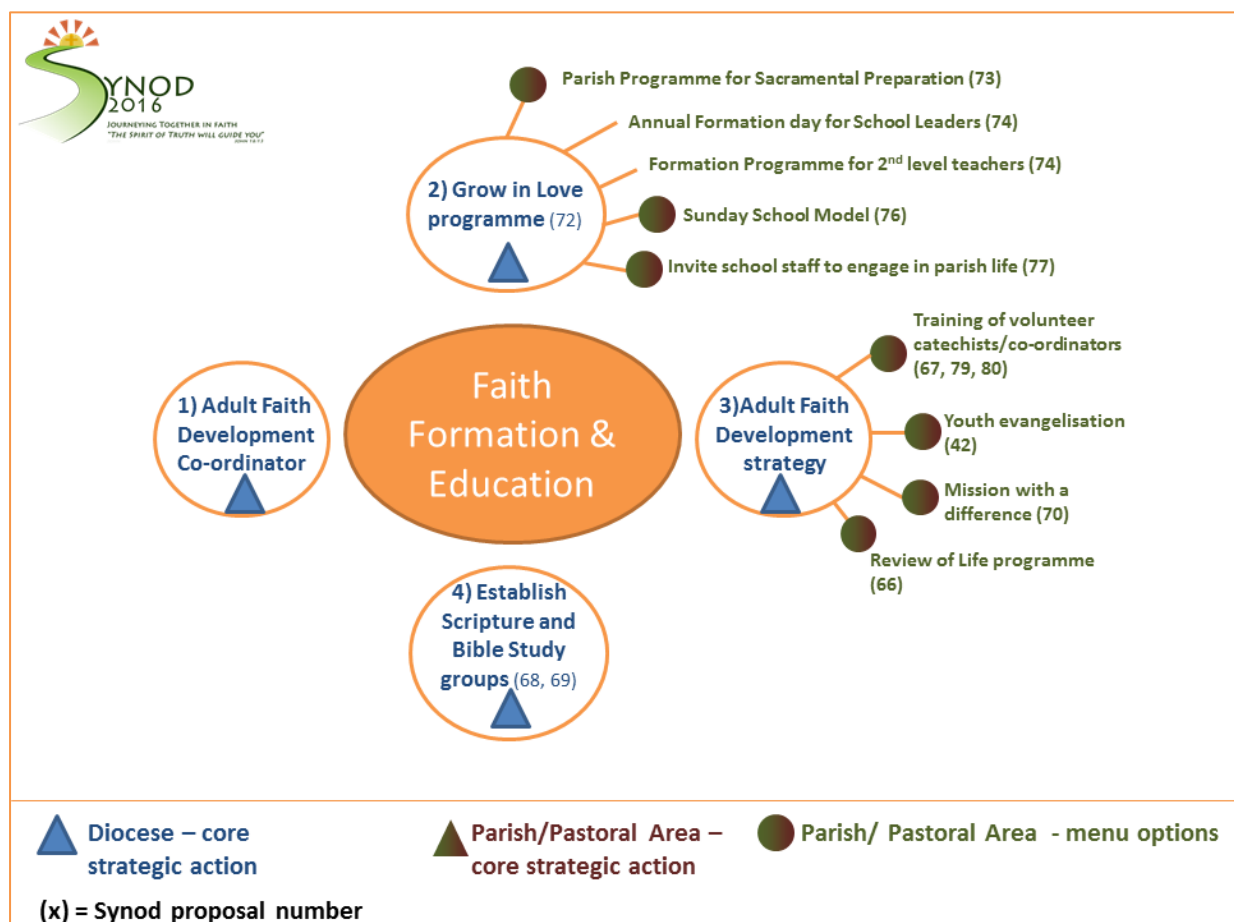 SYNOD
2016
JOURNEYING TOGETHER IN FAITH
"THE SPIRIT OF TRUTH WILL GUIDE YOU"
JOHN 16:13
Parish Programme for Sacramental Preparation (73)
Annual Formation day for School Leaders (74)
Formation Programme for 2nd level teachers (74)
2) Grow in Love
programme (72)
Sunday School Model (76)
Invite school staff to engage in parish life (77)
Training of volunteer
catechists/co-ordinators
(67, 79, 80)
Faith
Formation &
Education
1) Adult Faith
Development
Co-ordinator
3)Adult Faith
Development
strategy
Youth evangelisation
(42)
Mission with a
difference (70)
Review of Life programme
(66)
4) Establish
Scripture and
Bible Study
groups (68, 69)
Diocese – core
strategic action
Parish/Pastoral Area –
core strategic action
Parish/ Pastoral Area - menu options
(x) = Synod proposal number